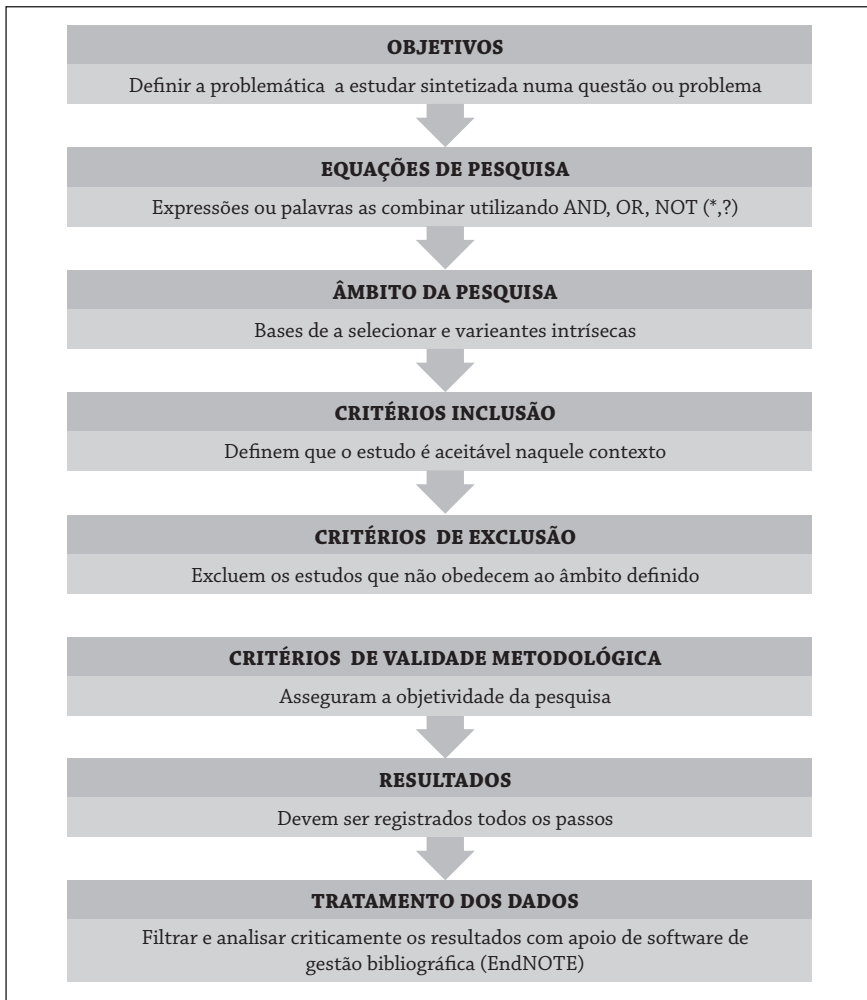 OBJETIVOS
Definir a problemática a estudar sintetizada numa questão ou problema
EQUAÇÕES DE PESQUISA
Expressões ou palavras as combinar utilizando AND, OR, NOT (*,?)
ÂMBITO DA PESQUISA
Bases de a selecionar e varieantes intrísecas
CRITÉRIOS INCLUSÃO
Definem que o estudo é aceitável naquele contexto
CRITÉRIOS DE EXCLUSÃO
Excluem os estudos que não obedecem ao âmbito definido
CRITÉRIOS DE VALIDADE METODOLÓGICA
Asseguram a objetividade da pesquisa
RESULTADOS
Devem ser registrados todos os passos
TRATAMENTO DOS DADOS
Filtrar e analisar criticamente os resultados com apoio de software de
gestão bibliográfica (EndNOTE)